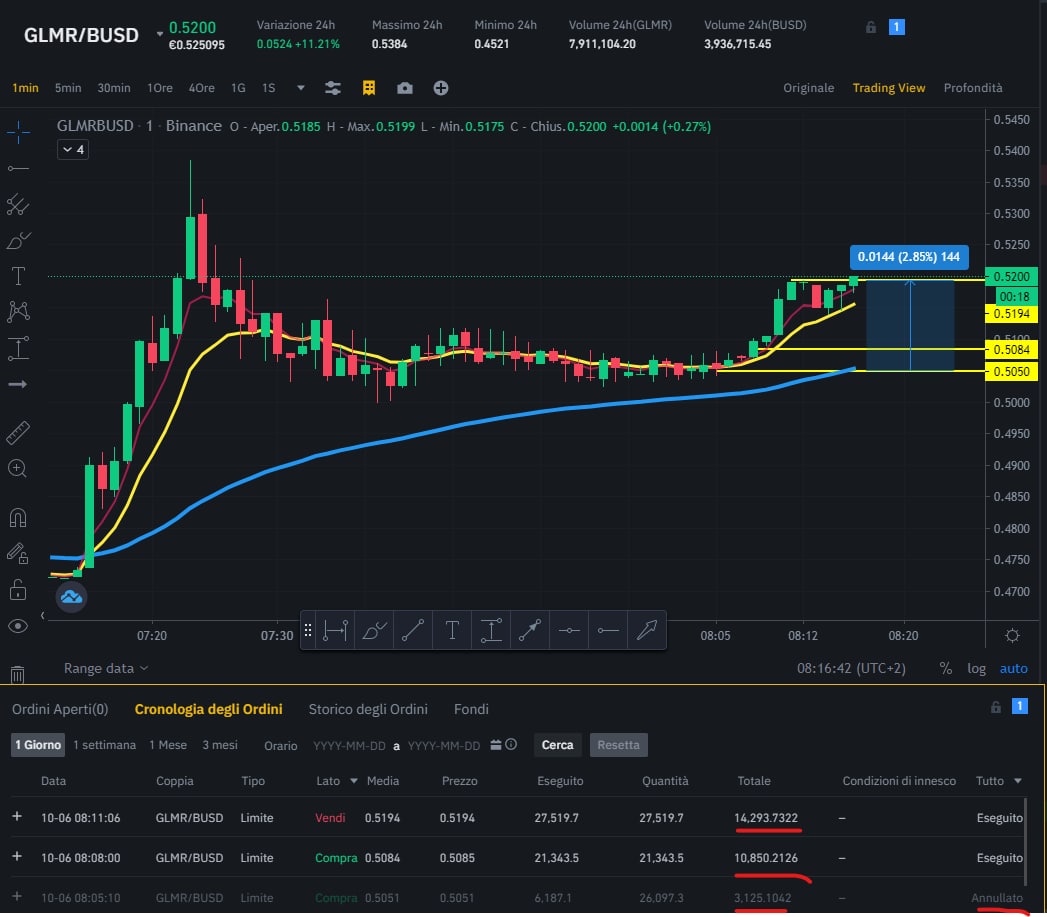 GLMR/BUSD 0.5200 €0.525095 Variazione 24h 0.0524 +11.21% Massimo 24h 0.5384 Minimo 24h 0.4521 Volume 24h(GLMR) 7,911,104.20 Volume 24h(BUSD) 3,936,715.45 1
1min 5min 30min 1Ore 4Ore 1G 1S Originale Trading View Profondità
GLMRBUSD · 1 · Binance O - Aper.0.5185 H - Max.0.5199 L - Min.0.5175 C - Chius.0.5200 +0.0014 (+0.27%)
4
0.5450
0.5400
0.5350
0.5300
0.5250
0.0144 (2.85%) 144
0.5200
00:18
0.5194
0.5100
0.5084
0.5050
0.5000
0.4950
0.4900
0.4850
0.4800
0.4750
0.4700
T
07:20 07:30 08:05 08:12 08:20
Range data 08:16:42 (UTC+2) % log auto
Ordini Aperti(0) Cronologia degli Ordini Storico degli Ordini Fondi 1
1 Giorno 1 settimana 1 Mese 3 mesi Orario YYYY-MM-DD a YYYY-MM-DD Cerca Resetta
Data Coppia Tipo Lato Media Prezzo Eseguito Quantità Totale Condizioni di innesco Tutto
+ 10-06 08:11:06 GLMR/BUSD Limite Vendi 0.5194 0.5194 27,519.7 27,519.7 14,293.7322 – Eseguito
+ 10-06 08:08:00 GLMR/BUSD Limite Compra 0.5084 0.5085 21,343.5 21,343.5 10,850.2126 – Eseguito
+ 10-06 08:05:10 GLMR/BUSD Limite Compra 0.5051 0.5051 6,187.1 26,097.3 3,125.1042 – Annullato